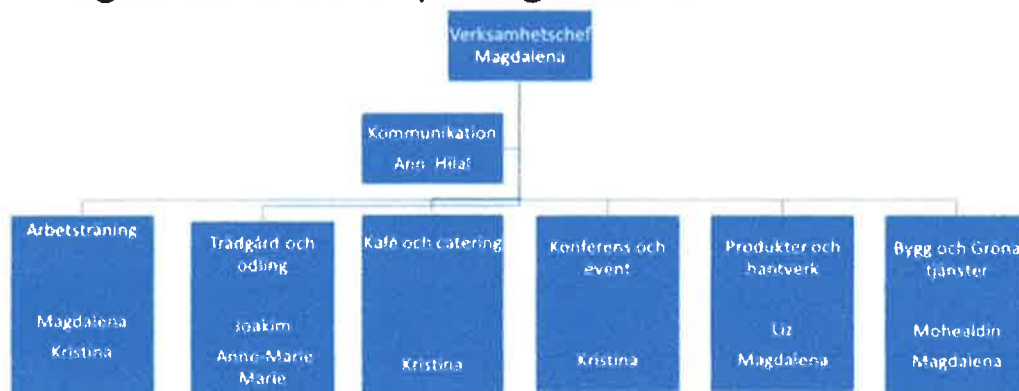 Verksamhetschef
Magdalena
Kommunikation
Ann Hilal
Arbetsträning
Magdalena
Kristina
Trädgård och
odling
Joakim
Anne-Marie
Marie
Kafé och catering
Kristina
Konferens och
event
Kristina
Produkter och
hantverk
Liz
Magdalena
Bygg och Gröna
tjänster
Mohealdin
Magdalena